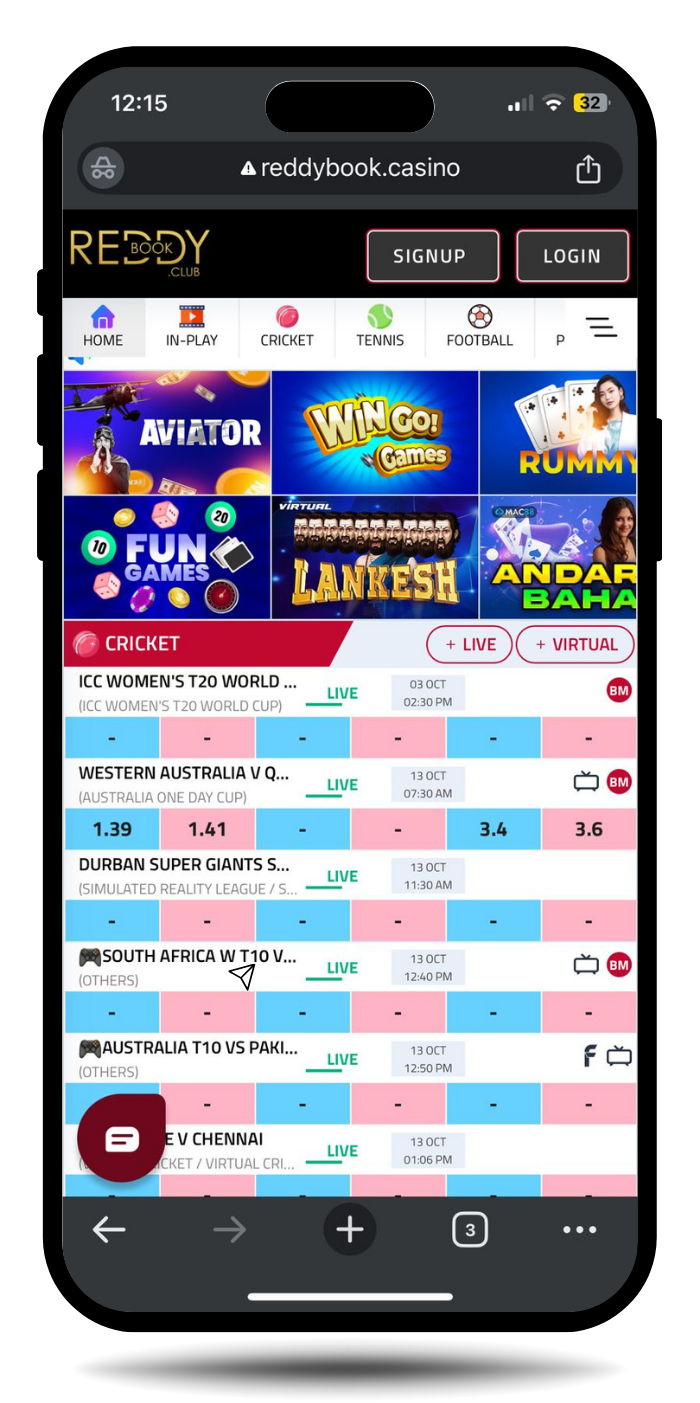 12:15
32
reddybook.casino
REDDY
BOOK
.CLUB
SIGNUP
LOGIN
HOME
IN-PLAY
CRICKET
TENNIS
FOOTBALL
P
AVIATOR
WIN GO!
Games
RUMMY
10
20
FUN
GAMES
VIRTUAL
LANKESH
MAC88
ANDAR
BAHA
CRICKET
+ LIVE
+ VIRTUAL
ICC WOMEN'S T20 WORLD ...
(ICC WOMEN'S T20 WORLD CUP)
LIVE
03 OCT
02:30 PM
BM
- - - - - -
WESTERN AUSTRALIA V Q...
(AUSTRALIA ONE DAY CUP)
LIVE
13 OCT
07:30 AM
BM
1.39 1.41 - - 3.4 3.6
DURBAN SUPER GIANTS S...
(SIMULATED REALITY LEAGUE / S...
LIVE
13 OCT
11:30 AM
- - - - - -
SOUTH AFRICA W T10 V...
(OTHERS)
LIVE
13 OCT
12:40 PM
BM
- - - - - -
AUSTRALIA T10 VS PAKI...
(OTHERS)
LIVE
13 OCT
12:50 PM
F
- - - - -
E V CHENNAI
CKET / VIRTUAL CRI...
LIVE
13 OCT
01:06 PM
- - - - - -
3